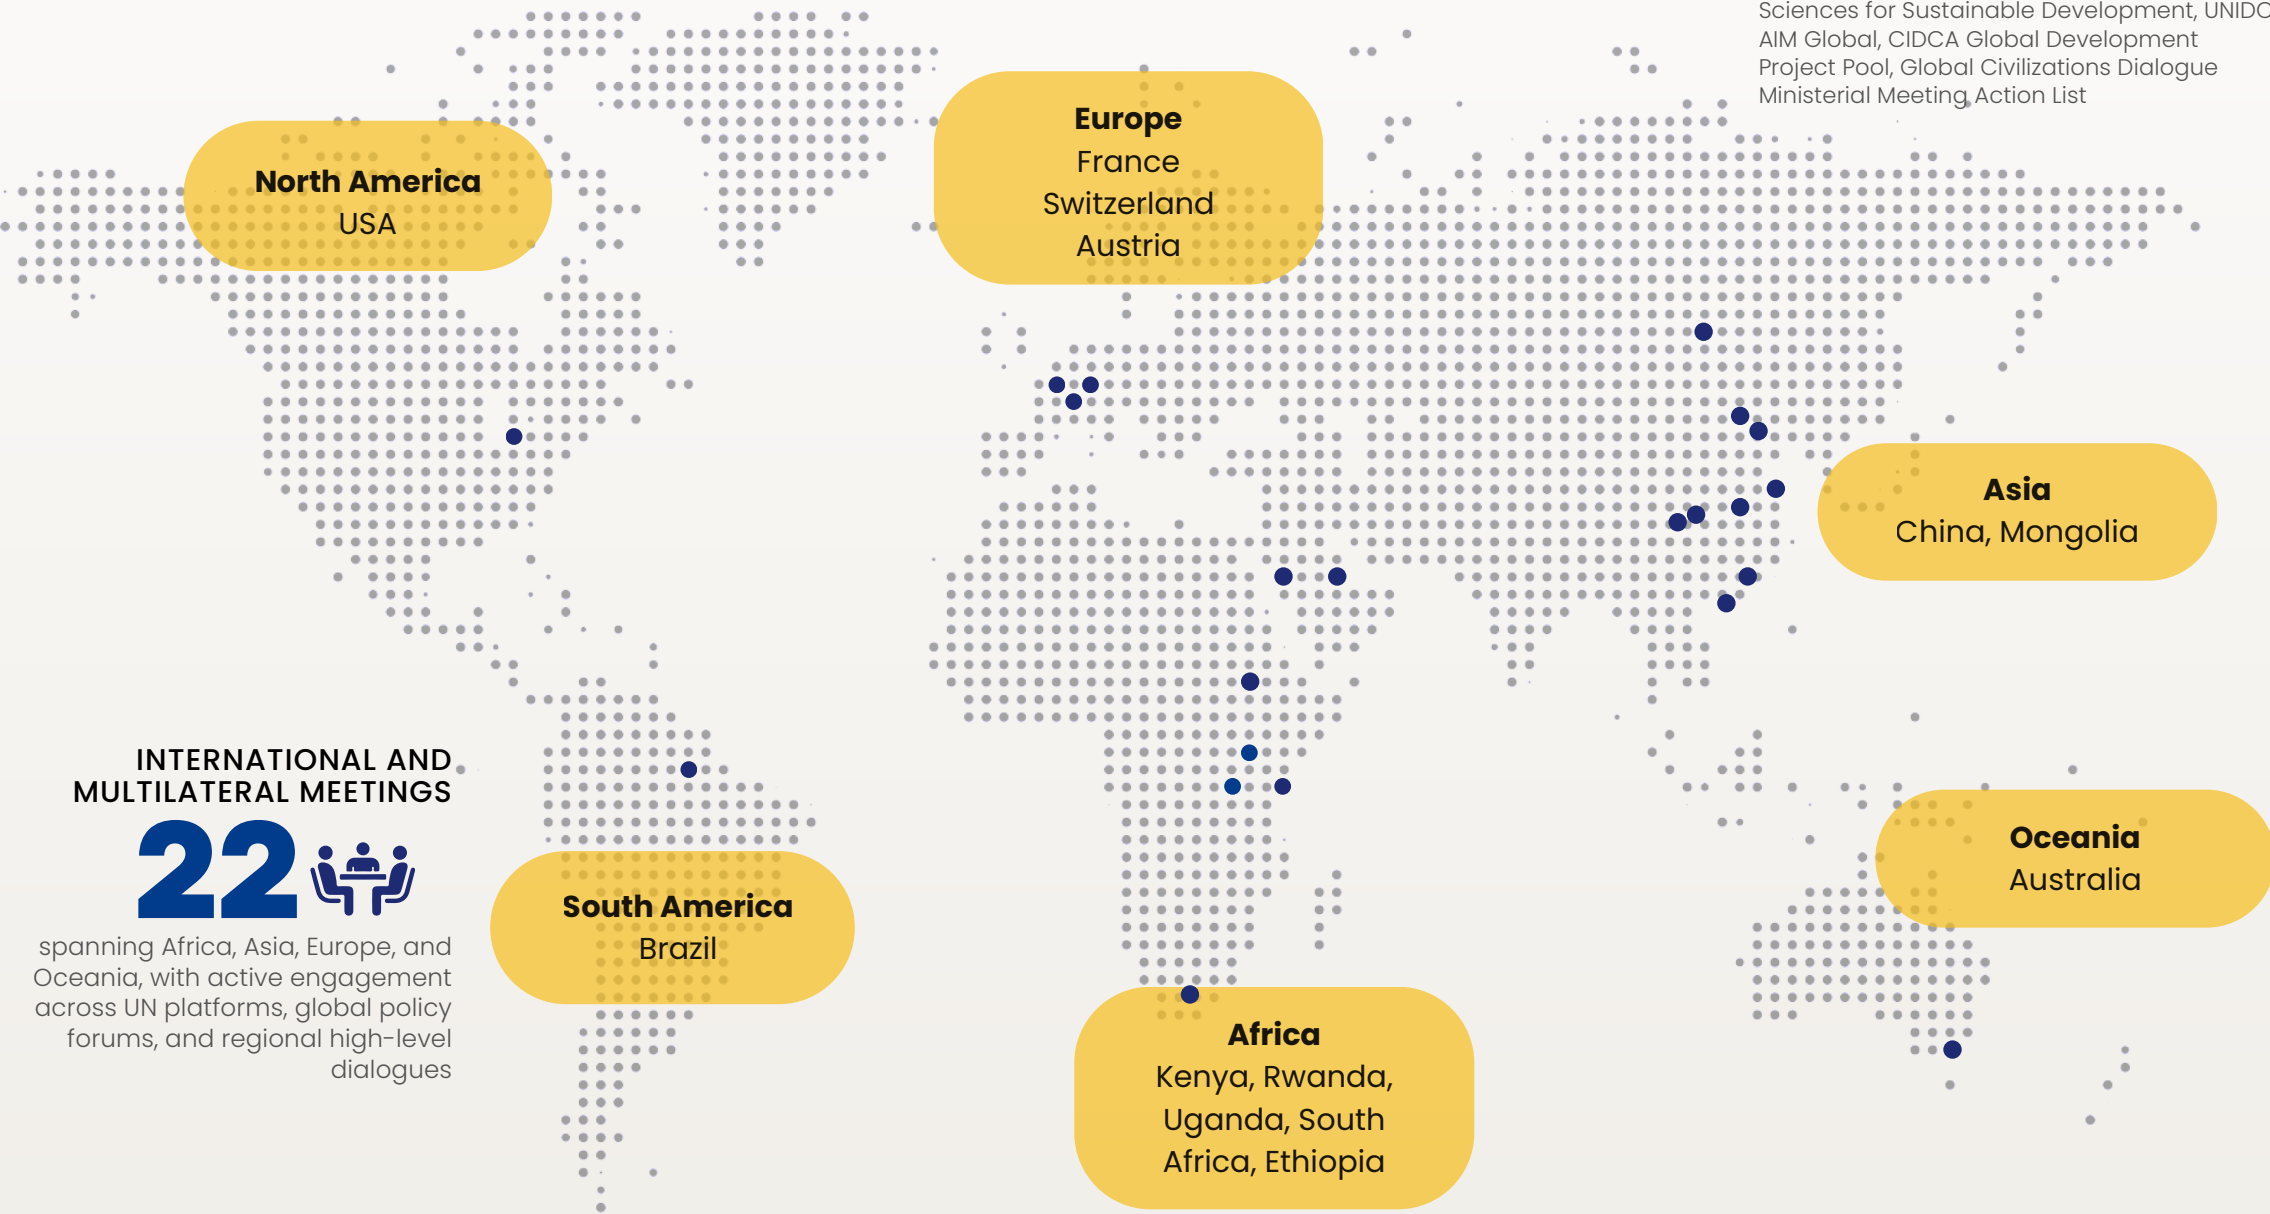 Sciences for Sustainable Development, UNIDO
AIM Global, CIDCA Global Development
Project Pool, Global Civilizations Dialogue
Ministerial Meeting Action List
Europe
France
Switzerland
Austria
North America
USA
Asia
China, Mongolia
INTERNATIONAL AND
MULTILATERAL MEETINGS
22
spanning Africa, Asia, Europe, and
Oceania, with active engagement
across UN platforms, global policy
forums, and regional high-level
dialogues
South America
Brazil
Oceania
Australia
Africa
Kenya, Rwanda,
Uganda, South
Africa, Ethiopia